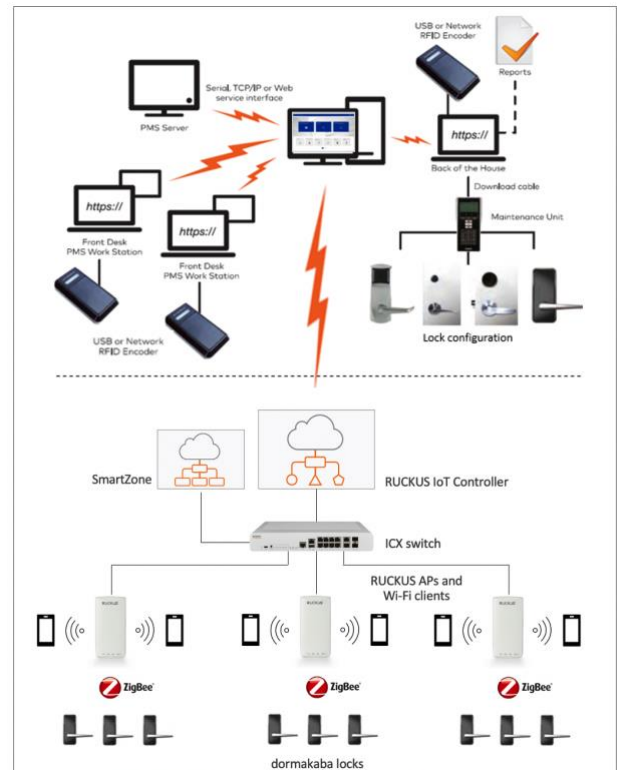 USB or Network
RFID Encoder
Reports
Serial, TCP/IP or Web
service interface
PMS Server
https://
Back of the House
Download cable
Maintenance Unit
https://
Front Desk
PMS Work Station
https://
Front Desk
PMS Work Station
USB or Network
RFID Encoder
Lock configuration
SmartZone
RUCKUS IoT Controller
ICX switch
RUCKUS APs and
Wi-Fi clients
RUCKUS
RUCKUS
RUCKUS
ZigBee
ZigBee
ZigBee
dormakaba locks